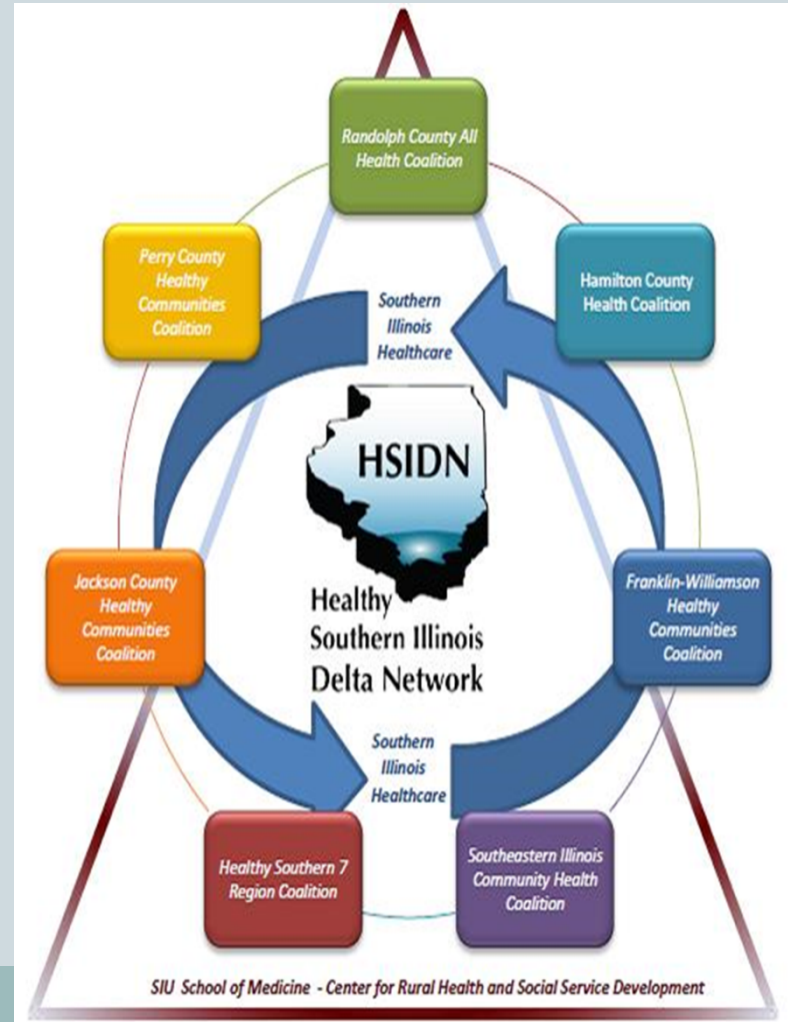 Randolph County All
Health Coalition
Perry County
Healthy
Communities
Coalition
Hamilton County
Health Coalition
Southern
Illinois
Healthcare
HSIDN
Healthy
Southern Illinois
Delta Network
Jackson County
Healthy
Communities
Coalition
Franklin-Williamson
Healthy
Communities
Coalition
Southern
Illinois
Healthcare
Healthy Southern 7
Region Coalition
Southeastern Illinois
Community Health
Coalition
SIU School of Medicine - Center for Rural Health and Social Service Development